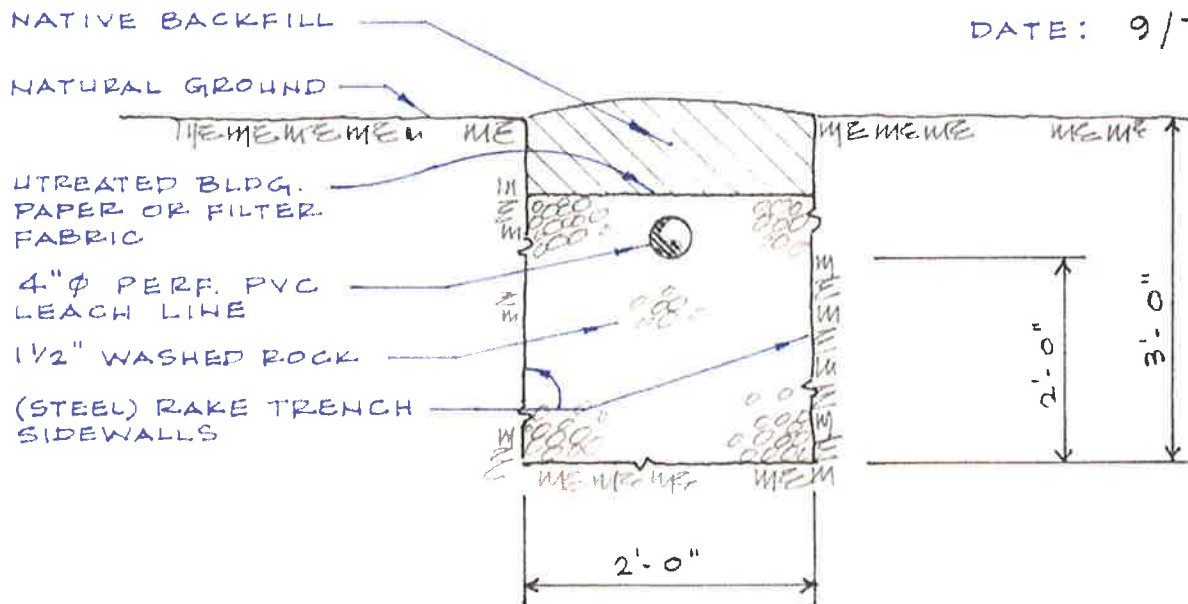 NATIVE BACKFILL
DATE: 9/
NATURAL GROUND
UTREATED BLDG.
PAPER OR FILTER
FABRIC
4"Ø PERF. PVC
LEACH LINE
1 1/2" WASHED ROCK
(STEEL) RAKE TRENCH
SIDEWALLS
2'-0"
3'-0"
2'-0"